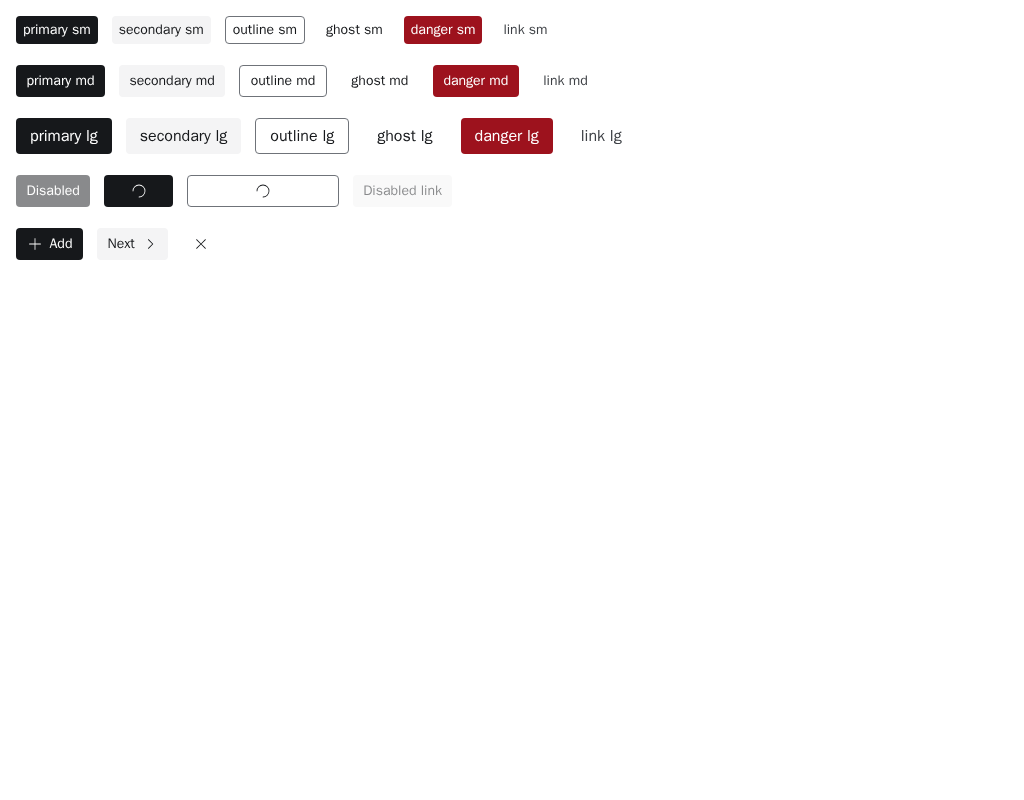 primary sm secondary sm outline sm ghost sm danger sm link sm
primary md secondary md outline md ghost md danger md link md
primary lg secondary lg outline lg ghost lg danger lg link lg
Disabled Disabled link
Add Next